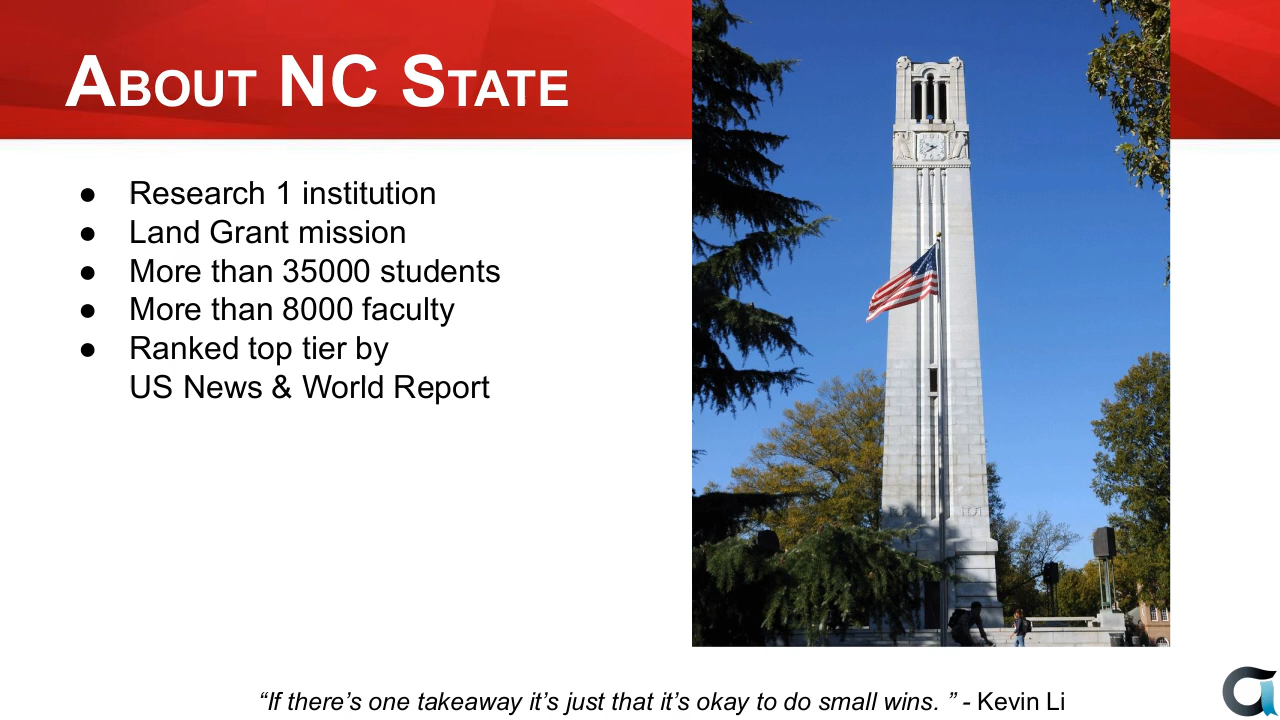 About NC State
● Research 1 institution
● Land Grant mission
● More than 35000 students
● More than 8000 faculty
● Ranked top tier by
US News & World Report
“If there’s one takeaway it’s just that it’s okay to do small wins. ” - Kevin Li